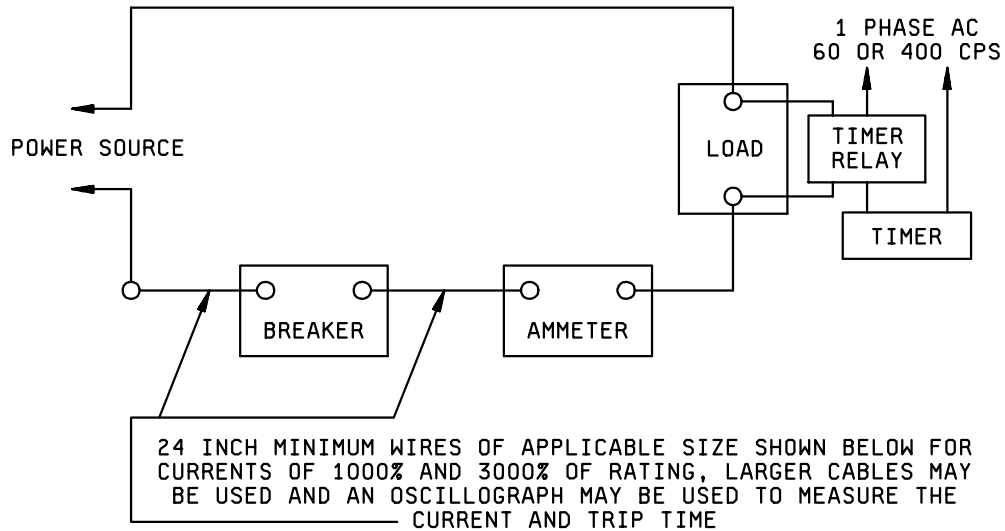 1 PHASE AC
60 OR 400 CPS
POWER SOURCE
LOAD
TIMER
RELAY
TIMER
BREAKER
AMMETER
24 INCH MINIMUM WIRES OF APPLICABLE SIZE SHOWN BELOW FOR
CURRENTS OF 1000% AND 3000% OF RATING, LARGER CABLES MAY
BE USED AND AN OSCILLOGRAPH MAY BE USED TO MEASURE THE
CURRENT AND TRIP TIME